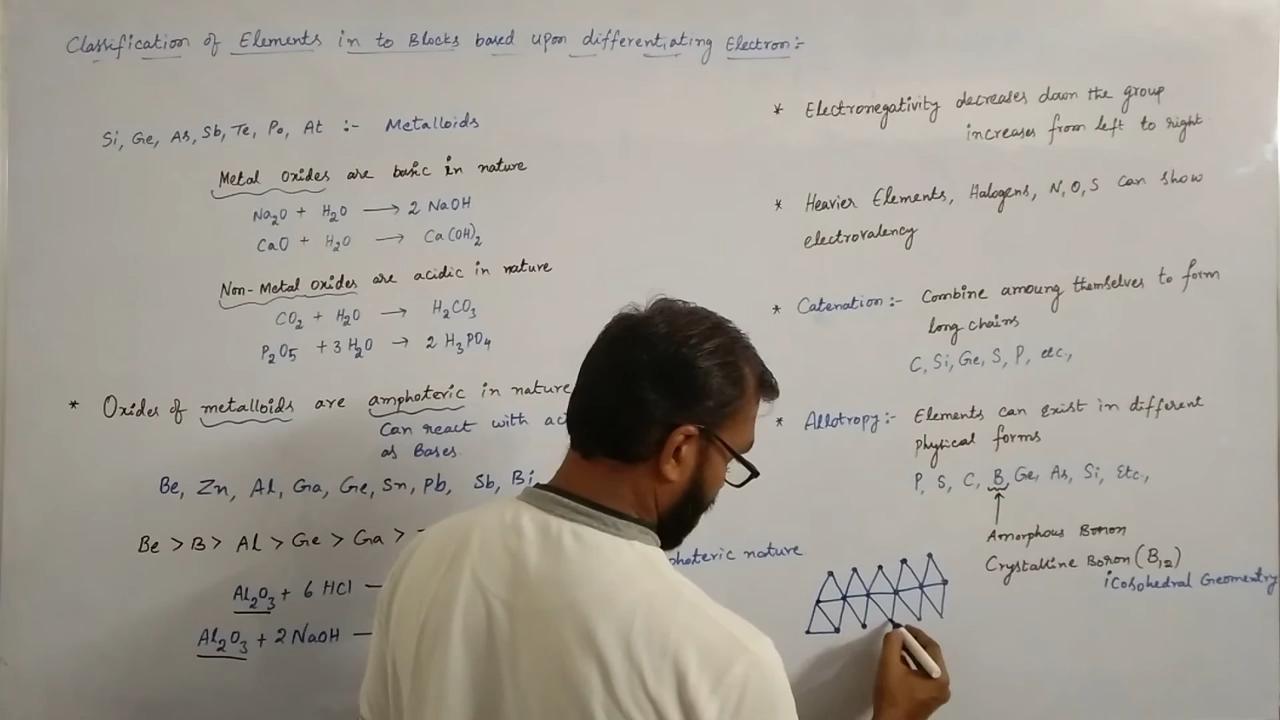 Classification of Elements in to Blocks based upon differentiating Electron:-
Si, Ge, As, Sb, Te, Po, At :- Metalloids
Metal Oxides are basic in nature
Na₂O + H₂O → 2 NaOH
CaO + H₂O → Ca(OH)₂
Non-Metal Oxides are acidic in nature
CO₂ + H₂O → H₂CO₃
P₂O₅ + 3 H₂O → 2 H₃PO₄
* Oxides of metalloids are amphoteric in nature
Can react with
as Bases
Be, Zn, Al, Ga, Ge, Sn, Pb, Sb, Bi
Be > B > Al > Ge > Ga >
photeric nature
Al₂O₃ + 6 HCl —
Al₂O₃ + 2 NaOH —
* Electronegativity decreases down the group
increases from left to right
* Heavier Elements, Halogens, N, O, S can show
electrovalency
* Catenation :- Combine amoung themselves to form
long chains
C, Si, Ge, S, P, etc.,
* Allotropy :- Elements can exist in different
physical forms
P, S, C, B, Ge, As, Si, Etc.,
Amorphous Boron
Crystalline Boron (B₁₂)
icosohedral Geomentry